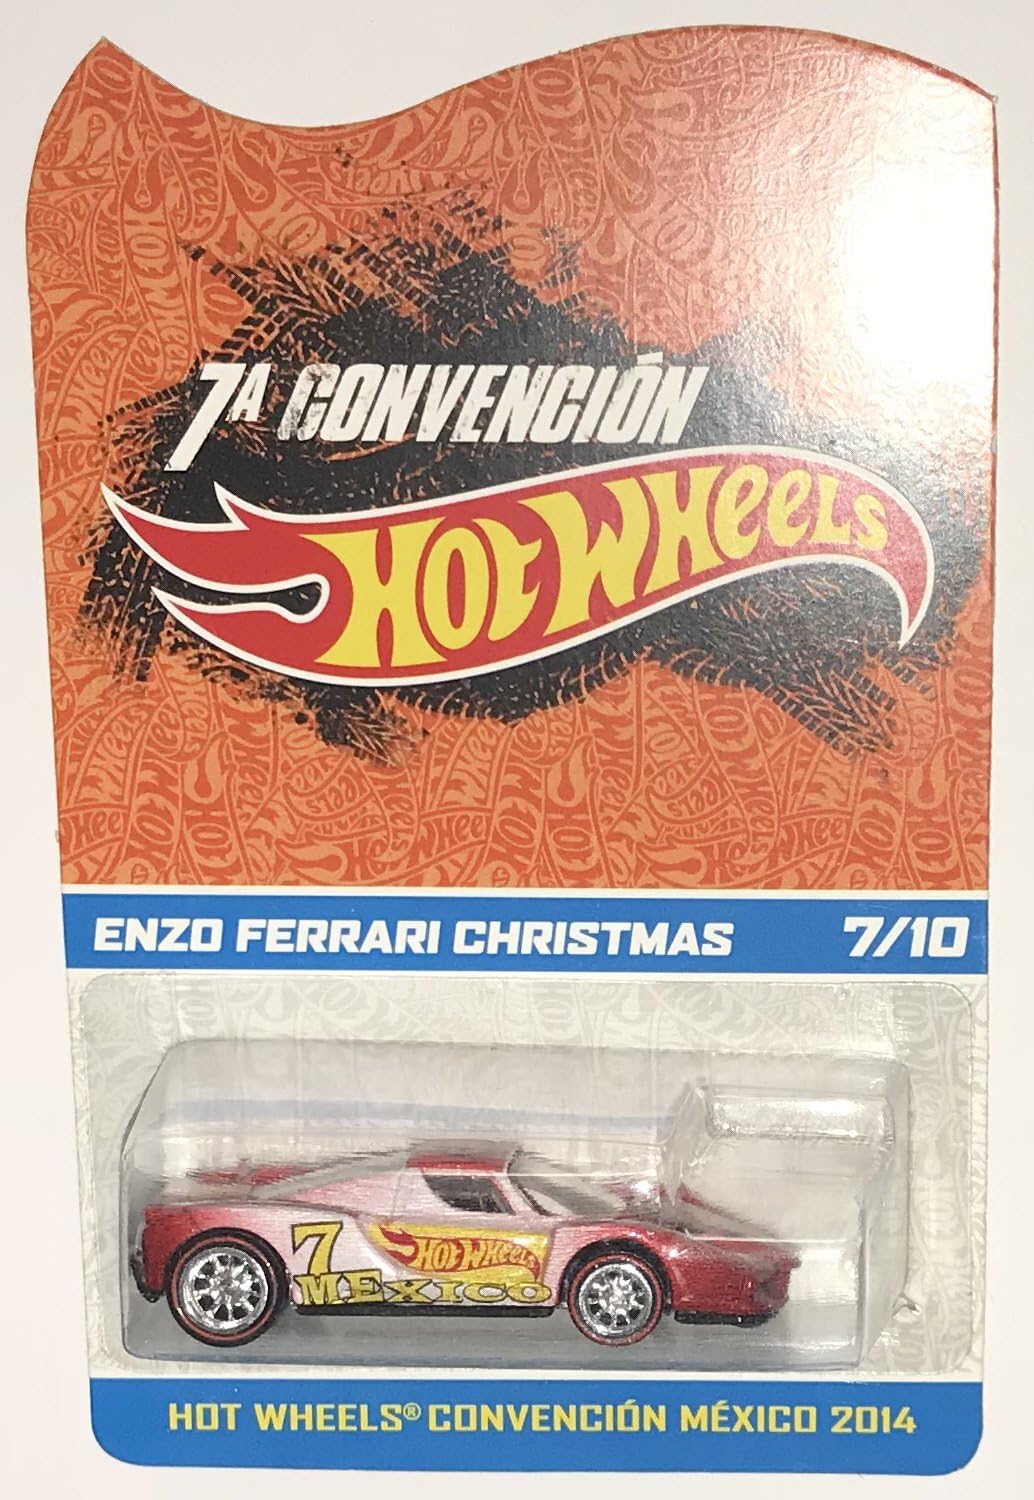 7A CONVENCIÓN
HOT WHEELS
ENZO FERRARI CHRISTMAS 7/10
7 HOT WHEELS
MEXICO
HOT WHEELS® CONVENCIÓN MÉXICO 2014